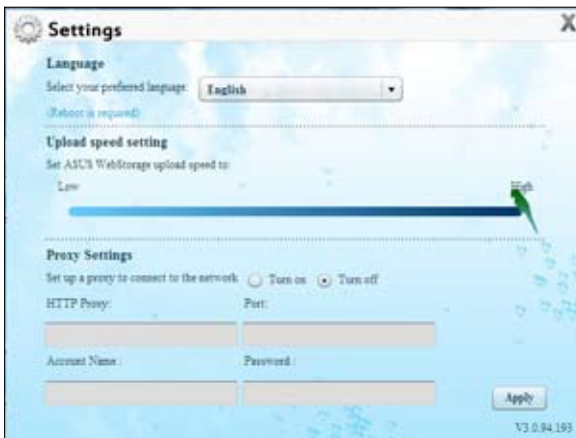 Settings
X
Language
Select your preferred language: English
(Reboot is required)
Upload speed setting
Set ASUS WebStorage upload speed to:
Low High
Proxy Settings
Set up a proxy to connect to the network Turn on Turn off
HTTP Proxy: Port:
Account Name : Password :
Apply
V3.0.94.193